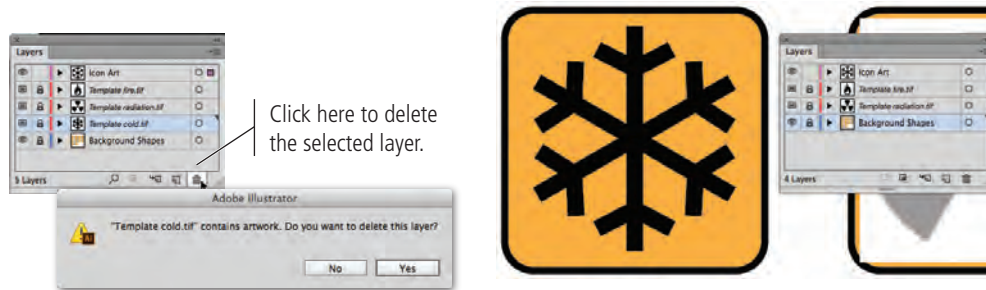 Layers
Icon Art
Template fire.tif
Template radiation.tif
Template cold.tif
Background Shapes
5 Layers
Click here to delete
the selected layer.
Adobe Illustrator
"Template cold.tif" contains artwork. Do you want to delete this layer?
No
Yes
Layers
Icon Art
Template fire.tif
Template radiation.tif
Background Shapes
4 Layers